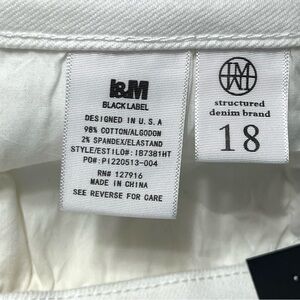 I&M
BLACK LABEL
DESIGNED IN U.S.A
98% COTTON/ALGODON
2% SPANDEX/ELASTAND
STYLE/ESTILO#: IB7381HT
PO#: PI220513-004
RN# 127916
MADE IN CHINA
SEE REVERSE FOR CARE
structured
denim brand
18